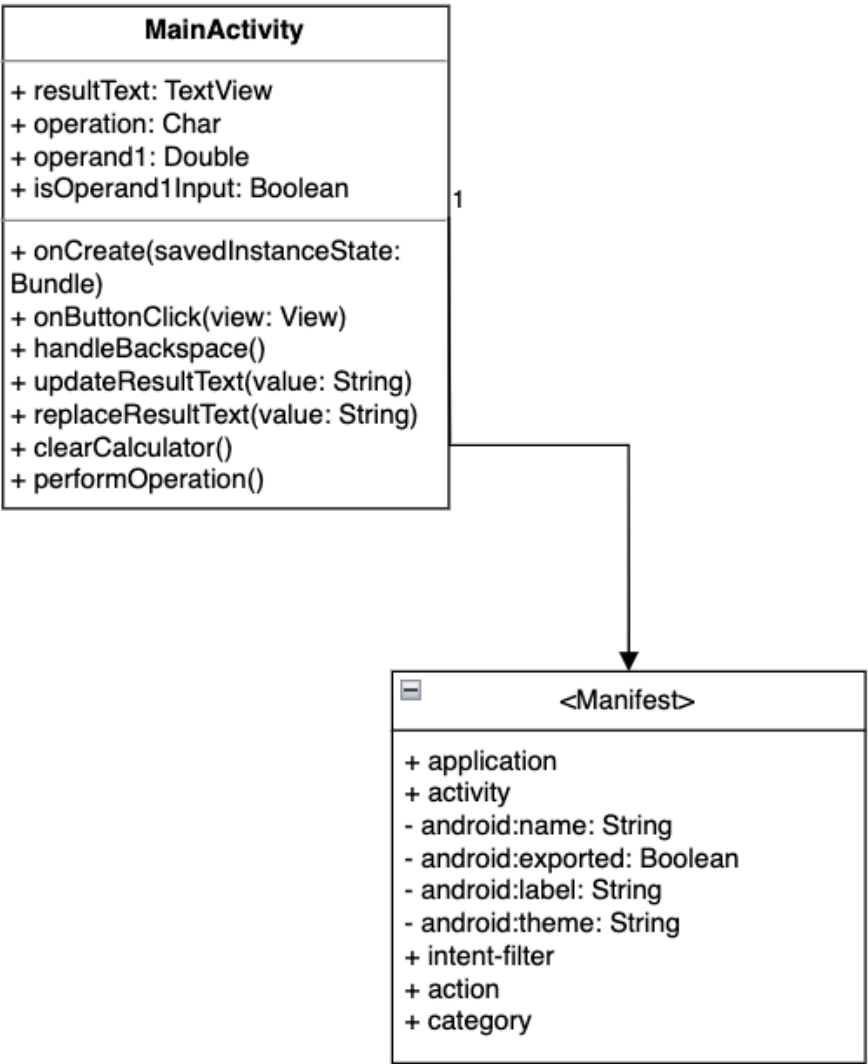 MainActivity
+ resultText: TextView
+ operation: Char
+ operand1: Double
+ isOperand1Input: Boolean
1
+ onCreate(savedInstanceState:
Bundle)
+ onButtonClick(view: View)
+ handleBackspace()
+ updateResultText(value: String)
+ replaceResultText(value: String)
+ clearCalculator()
+ performOperation()
<Manifest>
+ application
+ activity
- android:name: String
- android:exported: Boolean
- android:label: String
- android:theme: String
+ intent-filter
+ action
+ category